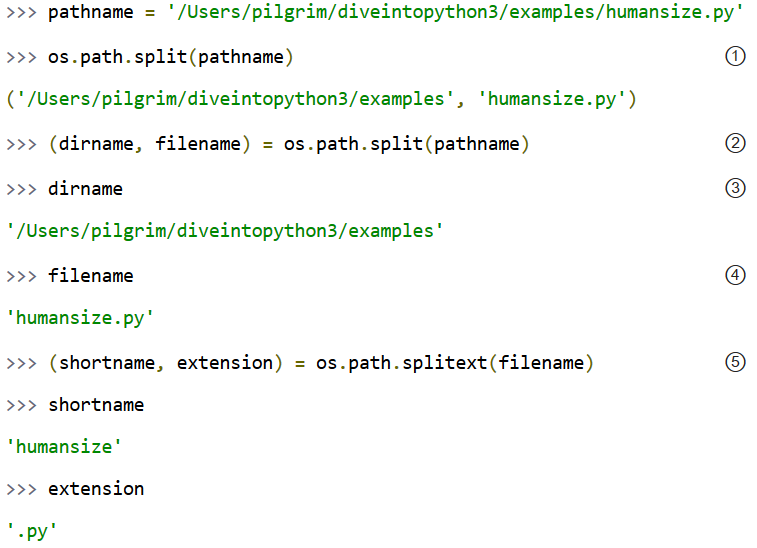 >>> pathname = '/Users/pilgrim/diveintopython3/examples/humansize.py'
>>> os.path.split(pathname) ①
('/Users/pilgrim/diveintopython3/examples', 'humansize.py')
>>> (dirname, filename) = os.path.split(pathname) ②
>>> dirname ③
'/Users/pilgrim/diveintopython3/examples'
>>> filename ④
'humansize.py'
>>> (shortname, extension) = os.path.splitext(filename) ⑤
>>> shortname
'humansize'
>>> extension
'.py'